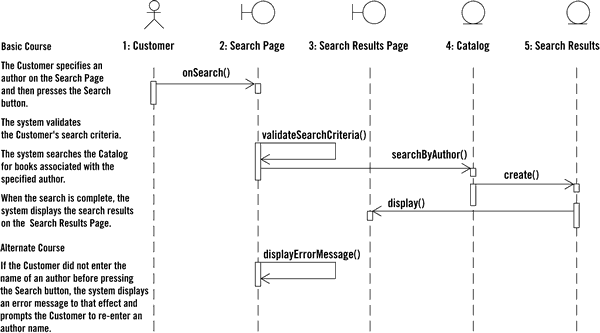 Basic Course
1: Customer
2: Search Page
3: Search Results Page
4: Catalog
5: Search Results
The Customer specifies an
author on the Search Page
and then presses the Search
button.
onSearch()
The system validates
the Customer's search criteria.
validateSearchCriteria()
The system searches the Catalog
for books associated with the
specified author.
searchByAuthor()
create()
When the search is complete, the
system displays the search results
on the Search Results Page.
display()
Alternate Course
If the Customer did not enter the
name of an author before pressing
the Search button, the system displays
an error message to that effect and
prompts the Customer to re-enter an
author name.
displayErrorMessage()